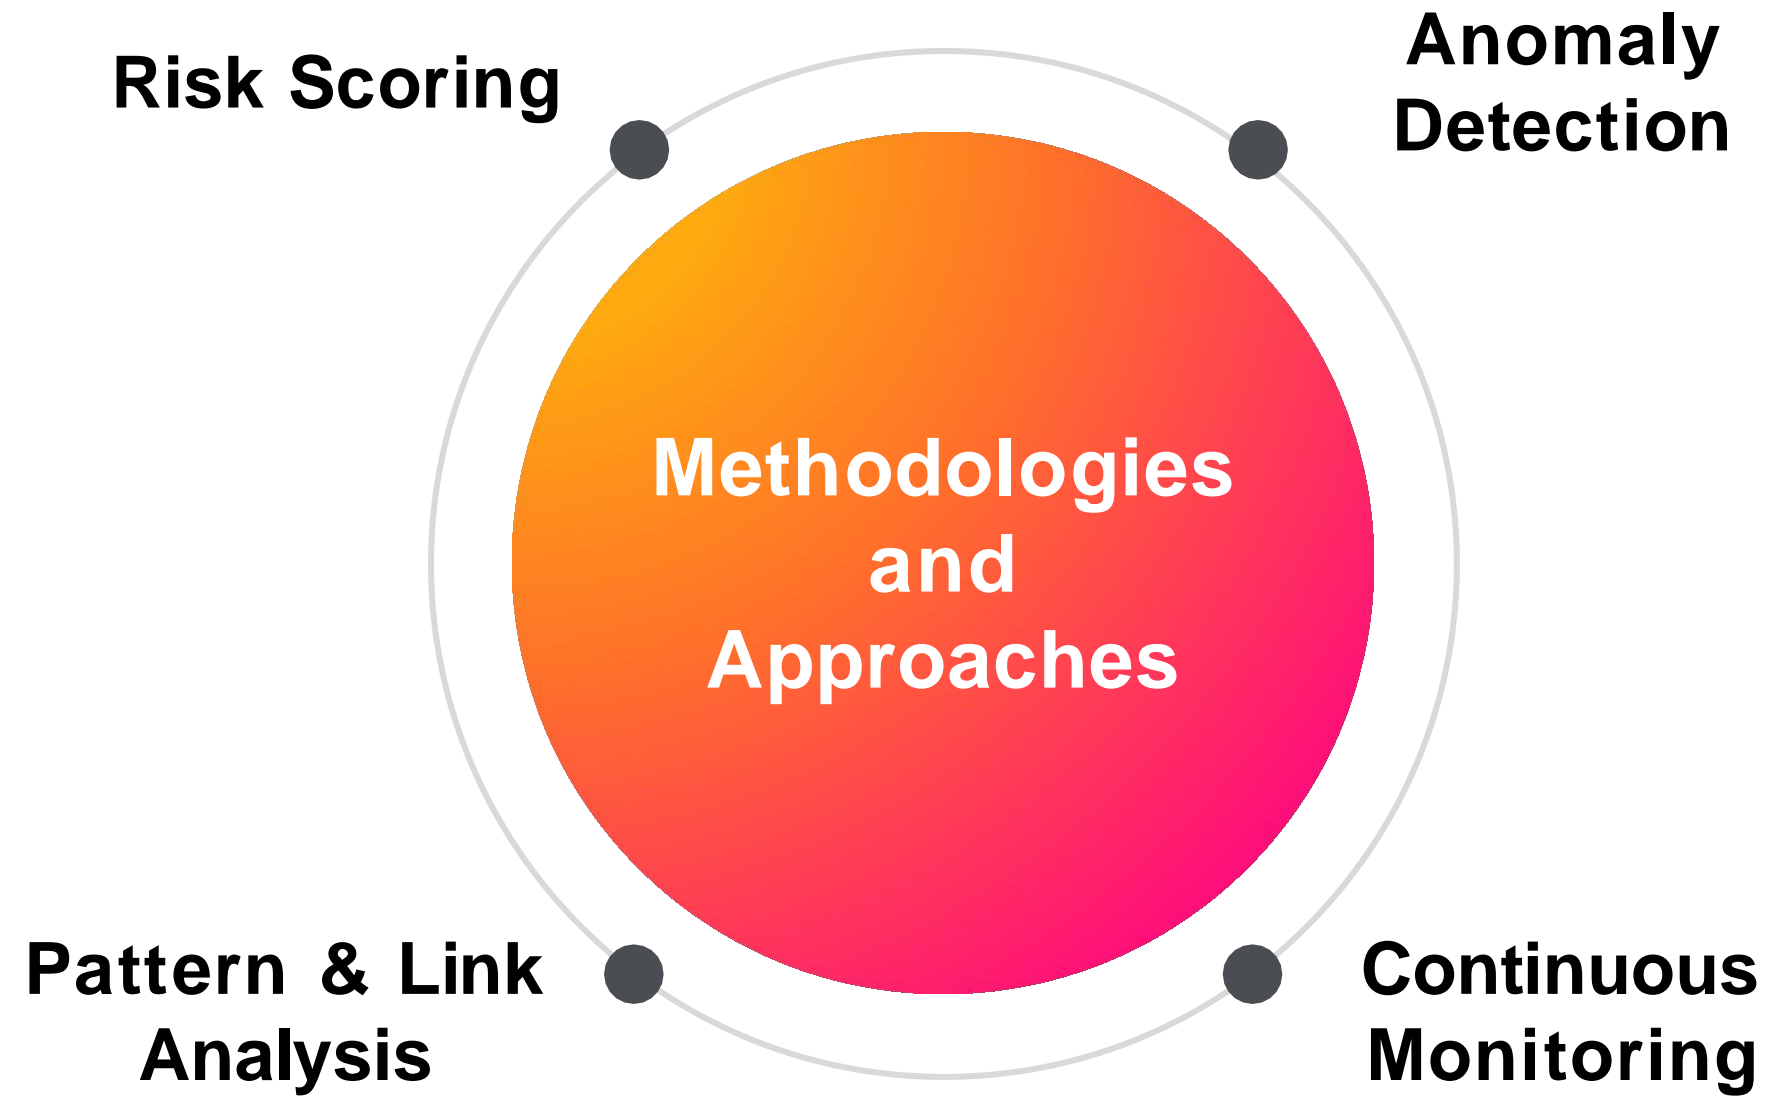 Risk Scoring
Anomaly
Detection
Methodologies
and
Approaches
Pattern & Link
Analysis
Continuous
Monitoring